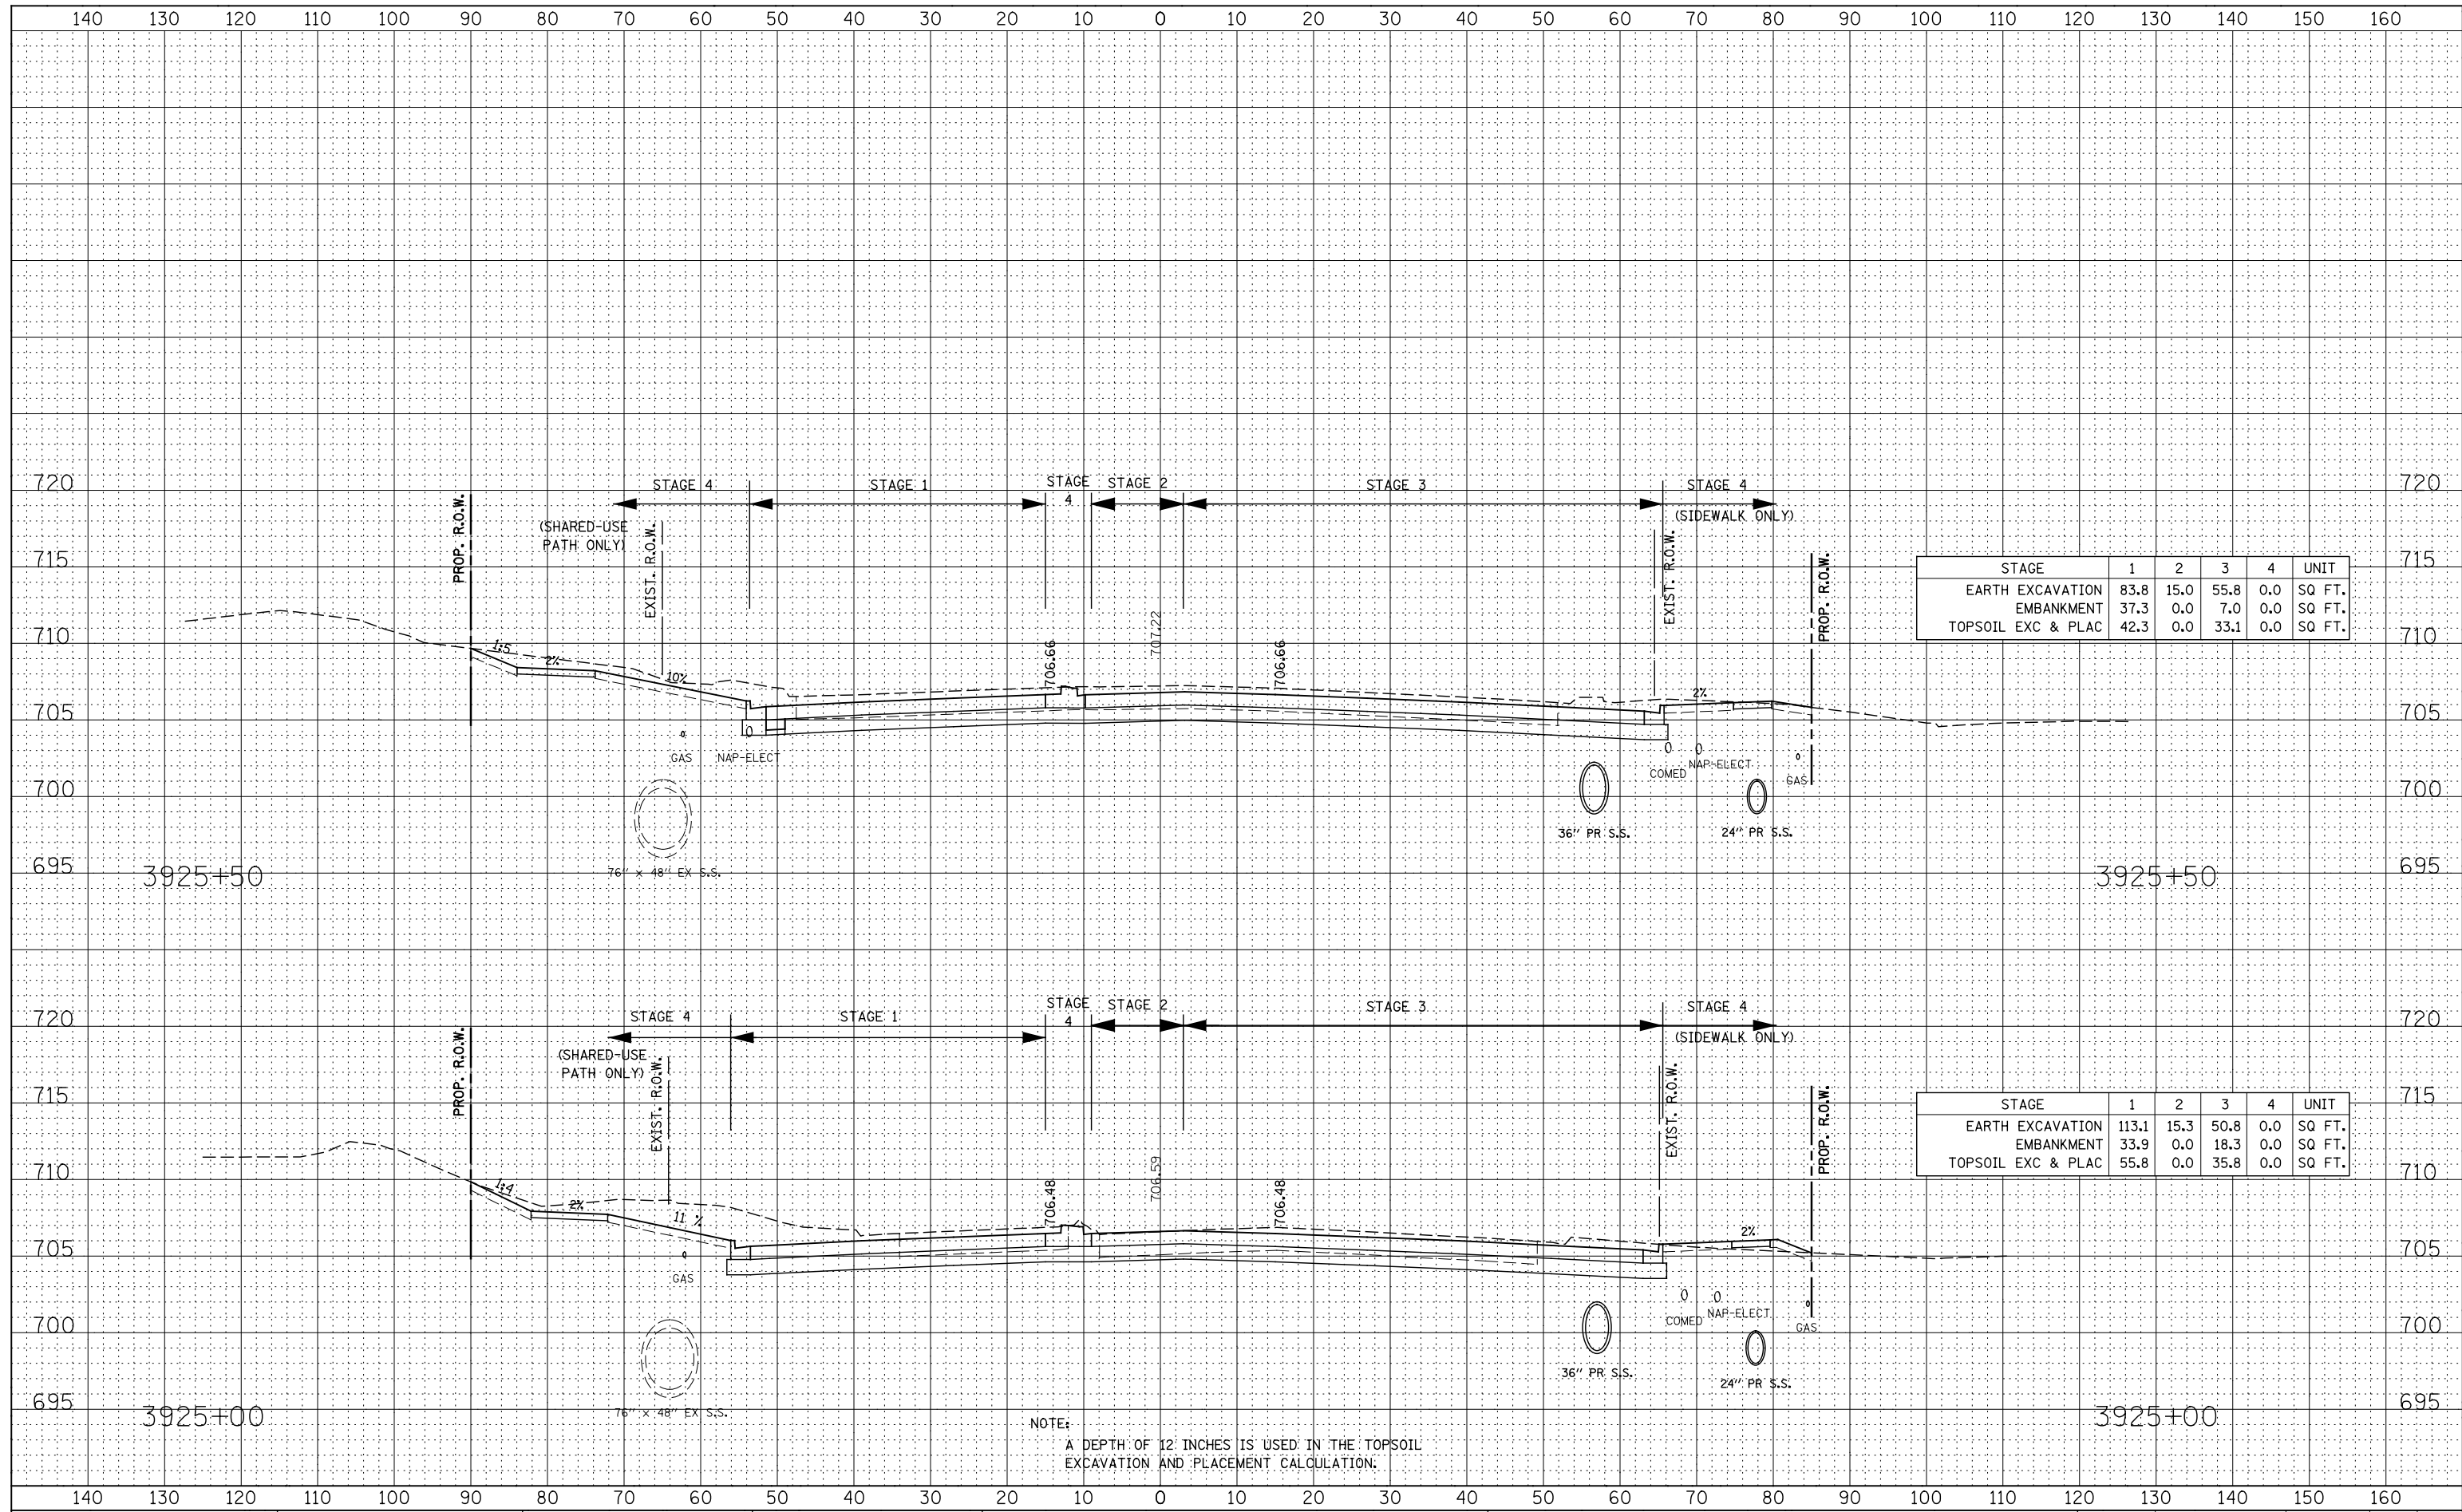 140 130 120 110 100 90 80 70 60 50 40 30 20 10 0 10 20 30 40 50 60 70 80 90 100 110 120 130 140 150 160
720 STAGE 4 STAGE 1 STAGE 4 STAGE 2 STAGE 3 STAGE 4 720
(SHARED-USE PATH ONLY)
(SIDEWALK ONLY)
PROP. R.O.W.
EXIST. R.O.W.
EXIST. R.O.W.
PROP. R.O.W.
715 715
STAGE 1 2 3 4 UNIT
EARTH EXCAVATION 83.8 15.0 55.8 0.0 SQ FT.
EMBANKMENT 37.3 0.0 7.0 0.0 SQ FT.
TOPSOIL EXC & PLAC 42.3 0.0 33.1 0.0 SQ FT.
710 710
1:5 2% 10% 706.66 707.22 706.66 2%
705 705
GAS NAP-ELECT COMED NAP-ELECT GAS
700 700
36" PR S.S. 24" PR S.S.
76" x 48" EX S.S.
695 695
3925+50 3925+50
720 STAGE 4 STAGE 1 STAGE 4 STAGE 2 STAGE 3 STAGE 4 720
(SHARED-USE PATH ONLY)
(SIDEWALK ONLY)
PROP. R.O.W.
EXIST. R.O.W.
EXIST. R.O.W.
PROP. R.O.W.
715 715
STAGE 1 2 3 4 UNIT
EARTH EXCAVATION 113.1 15.3 50.8 0.0 SQ FT.
EMBANKMENT 33.9 0.0 18.3 0.0 SQ FT.
TOPSOIL EXC & PLAC 55.8 0.0 35.8 0.0 SQ FT.
710 710
1:4 2% 11 % 706.48 706.59 706.48 2%
705 705
GAS COMED NAP-ELECT GAS
700 700
36" PR S.S. 24" PR S.S.
76" x 48" EX S.S.
695 695
3925+00 3925+00
NOTE:
A DEPTH OF 12 INCHES IS USED IN THE TOPSOIL
EXCAVATION AND PLACEMENT CALCULATION.
140 130 120 110 100 90 80 70 60 50 40 30 20 10 0 10 20 30 40 50 60 70 80 90 100 110 120 130 140 150 160